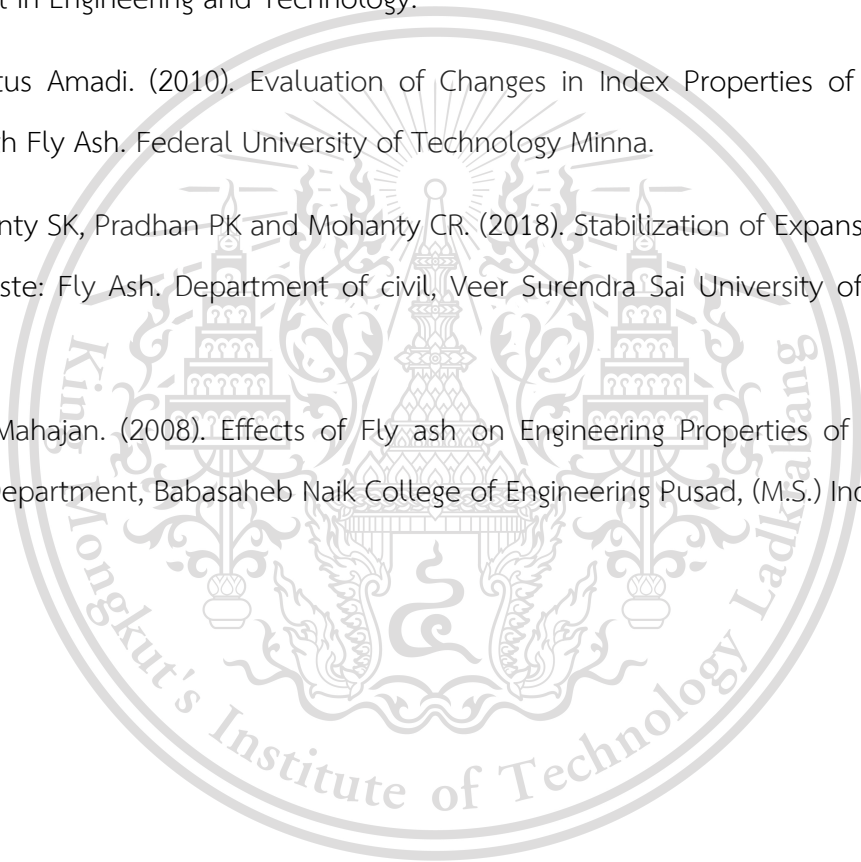 t in Engineering and Technology.
tus Amadi. (2010). Evaluation of Changes in Index Properties of
h Fly Ash. Federal University of Technology Minna.
nty SK, Pradhan PK and Mohanty CR. (2018). Stabilization of Expans
ste: Fly Ash. Department of civil, Veer Surendra Sai University of
Mahajan. (2008). Effects of Fly ash on Engineering Properties of
Department, Babasaheb Naik College of Engineering Pusad, (M.S.) Ind
King Mongkut's Institute of Technology Ladkrabang